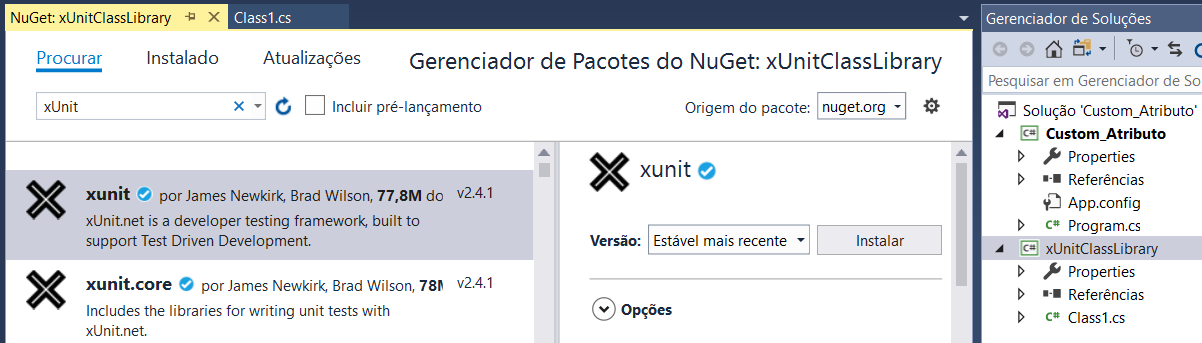 NuGet: xUnitClassLibrary
Class1.cs
Procurar
Instalado
Atualizações
Gerenciador de Pacotes do NuGet: xUnitClassLibrary
xUnit
Incluir pré-lançamento
Origem do pacote: nuget.org
xunit por James Newkirk, Brad Wilson, 77,8M do v2.4.1
xUnit.net is a developer testing framework, built to
support Test Driven Development.
xunit.core por James Newkirk, Brad Wilson, 78M v2.4.1
Includes the libraries for writing unit tests with
xUnit.net.
xunit
Versão: Estável mais recente Instalar
Opções
Gerenciador de Soluções
Pesquisar em Gerenciador de So
Solução 'Custom_Atributo'
C# Custom_Atributo
Properties
Referências
App.config
C# Program.cs
C# xUnitClassLibrary
Properties
Referências
C# Class1.cs